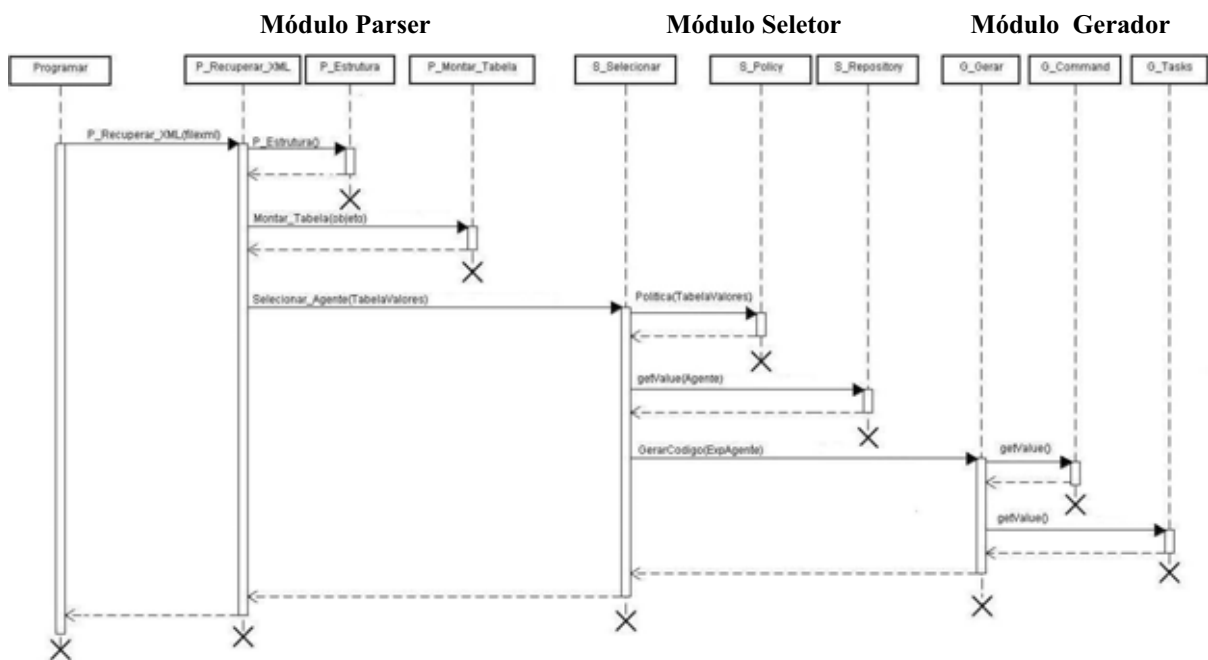 Módulo Parser
Módulo Seletor
Módulo Gerador
Programar
P_Recuperar_XML
P_Estrutura
P_Montar_Tabela
S_Selecionar
S_Policy
S_Repository
G_Gerar
G_Command
G_Tasks
P_Recuperar_XML(filexml)
P_Estrutura()
Montar_Tabela(objeto)
Selecionar_Agente(TabelaValores)
Politica(TabelaValores)
getValue(Agente)
GerarCodigo(ExpAgente)
getValue()
getValue()